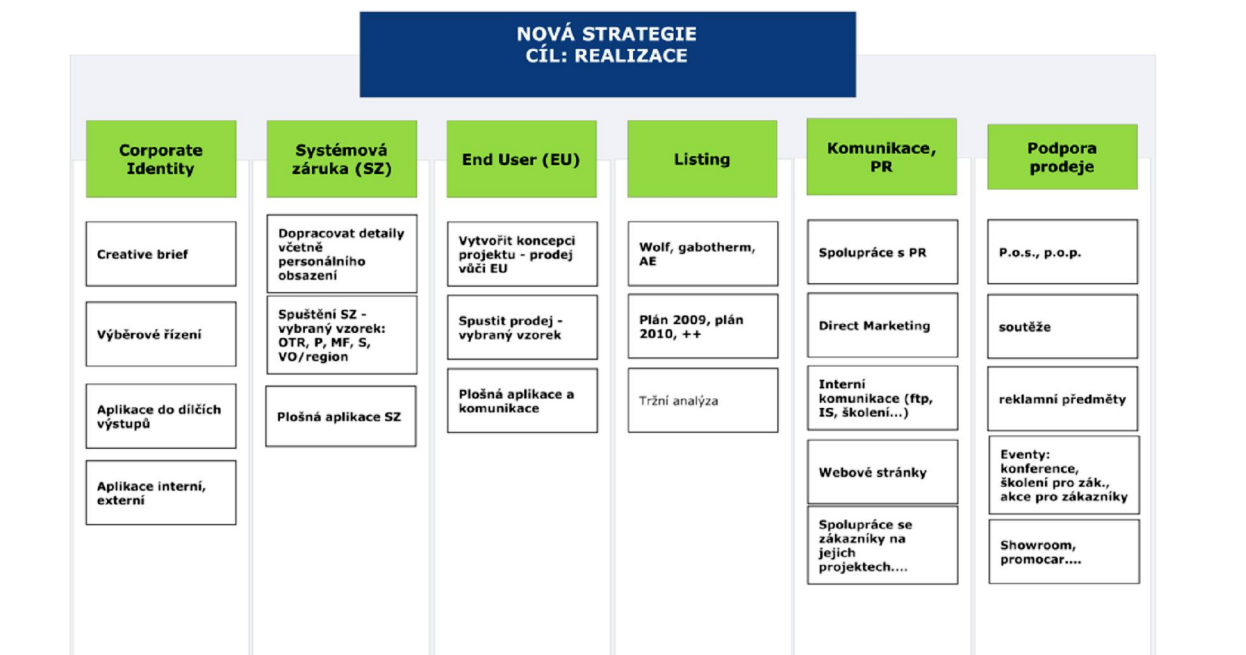 NOVÁ STRATEGIE
CÍL: REALIZACE
Corporate
Identity
Creative brief
Výběrové řízení
Aplikace do dílčích
výstupů
Aplikace interní,
externí
Systémová
záruka (SZ)
Dopracovat detaily
včetně
personálního
obsazení
Spuštění SZ -
vybraný vzorek:
OTR, P, MF, S,
VO/region
Plošná aplikace SZ
End User (EU)
Vytvořit koncepci
projektu - prodej
vůči EU
Spustit prodej -
vybraný vzorek
Plošná aplikace a
komunikace
Listing
Wolf, gabotherm,
AE
Plán 2009, plán
2010, ++
Tržní analýza
Komunikace,
PR
Spolupráce s PR
Direct Marketing
Interní
komunikace (ftp,
IS, školení...)
Webové stránky
Spolupráce se
zákazníky na
jejich
projektech....
Podpora
prodeje
P.o.s., p.o.p.
soutěže
reklamní předměty
Eventy:
konference,
školení pro zák.,
akce pro zákazníky
Showroom,
promocar....